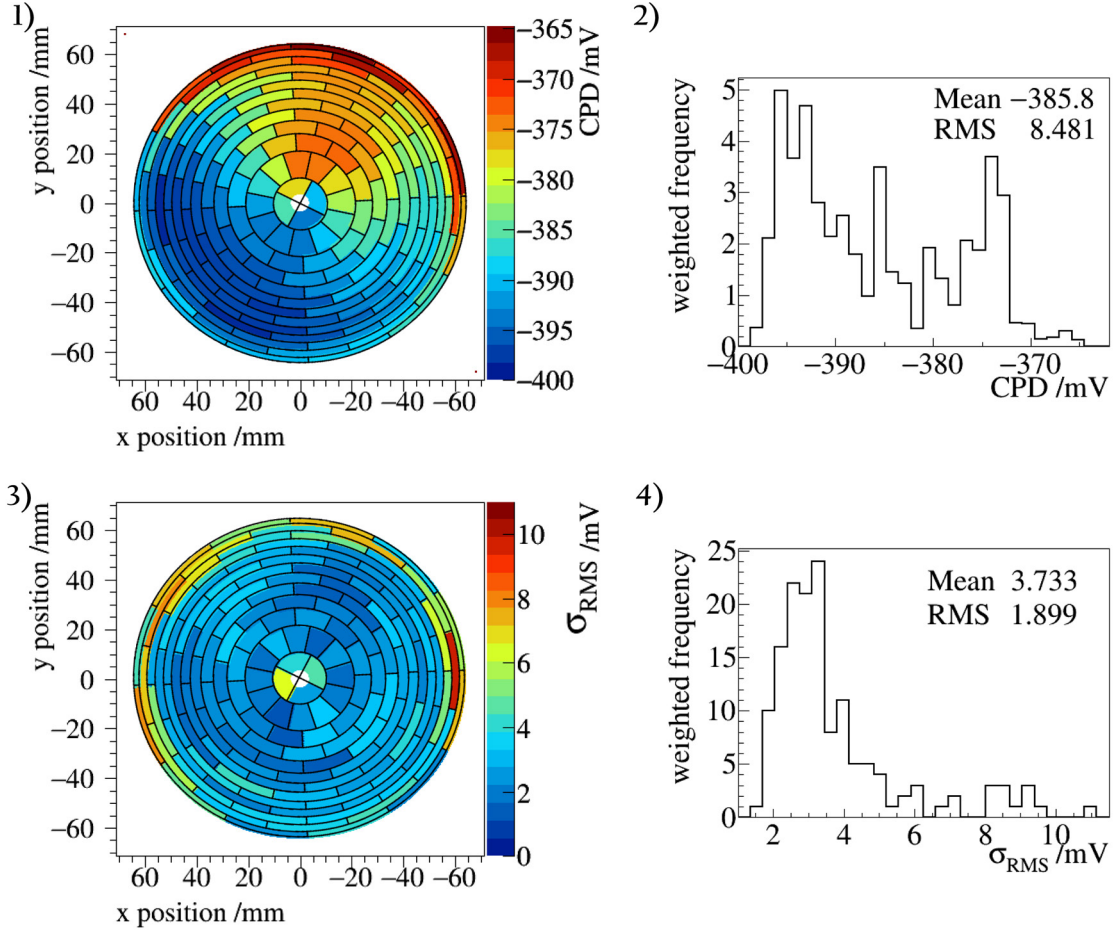 1)
y position /mm
60
40
20
0
−20
−40
−60
60 40 20 0 −20 −40 −60
x position /mm
−365
−370
−375
−380
−385
−390
−395
−400
CPD /mV
2)
weighted frequency
5
4
3
2
1
0
−400 −390 −380 −370
CPD /mV
Mean −385.8
RMS 8.481
3)
y position /mm
60
40
20
0
−20
−40
−60
60 40 20 0 −20 −40 −60
x position /mm
10
8
6
4
2
0
σRMS /mV
4)
weighted frequency
25
20
15
10
5
0
2 4 6 8 10
σRMS /mV
Mean 3.733
RMS 1.899